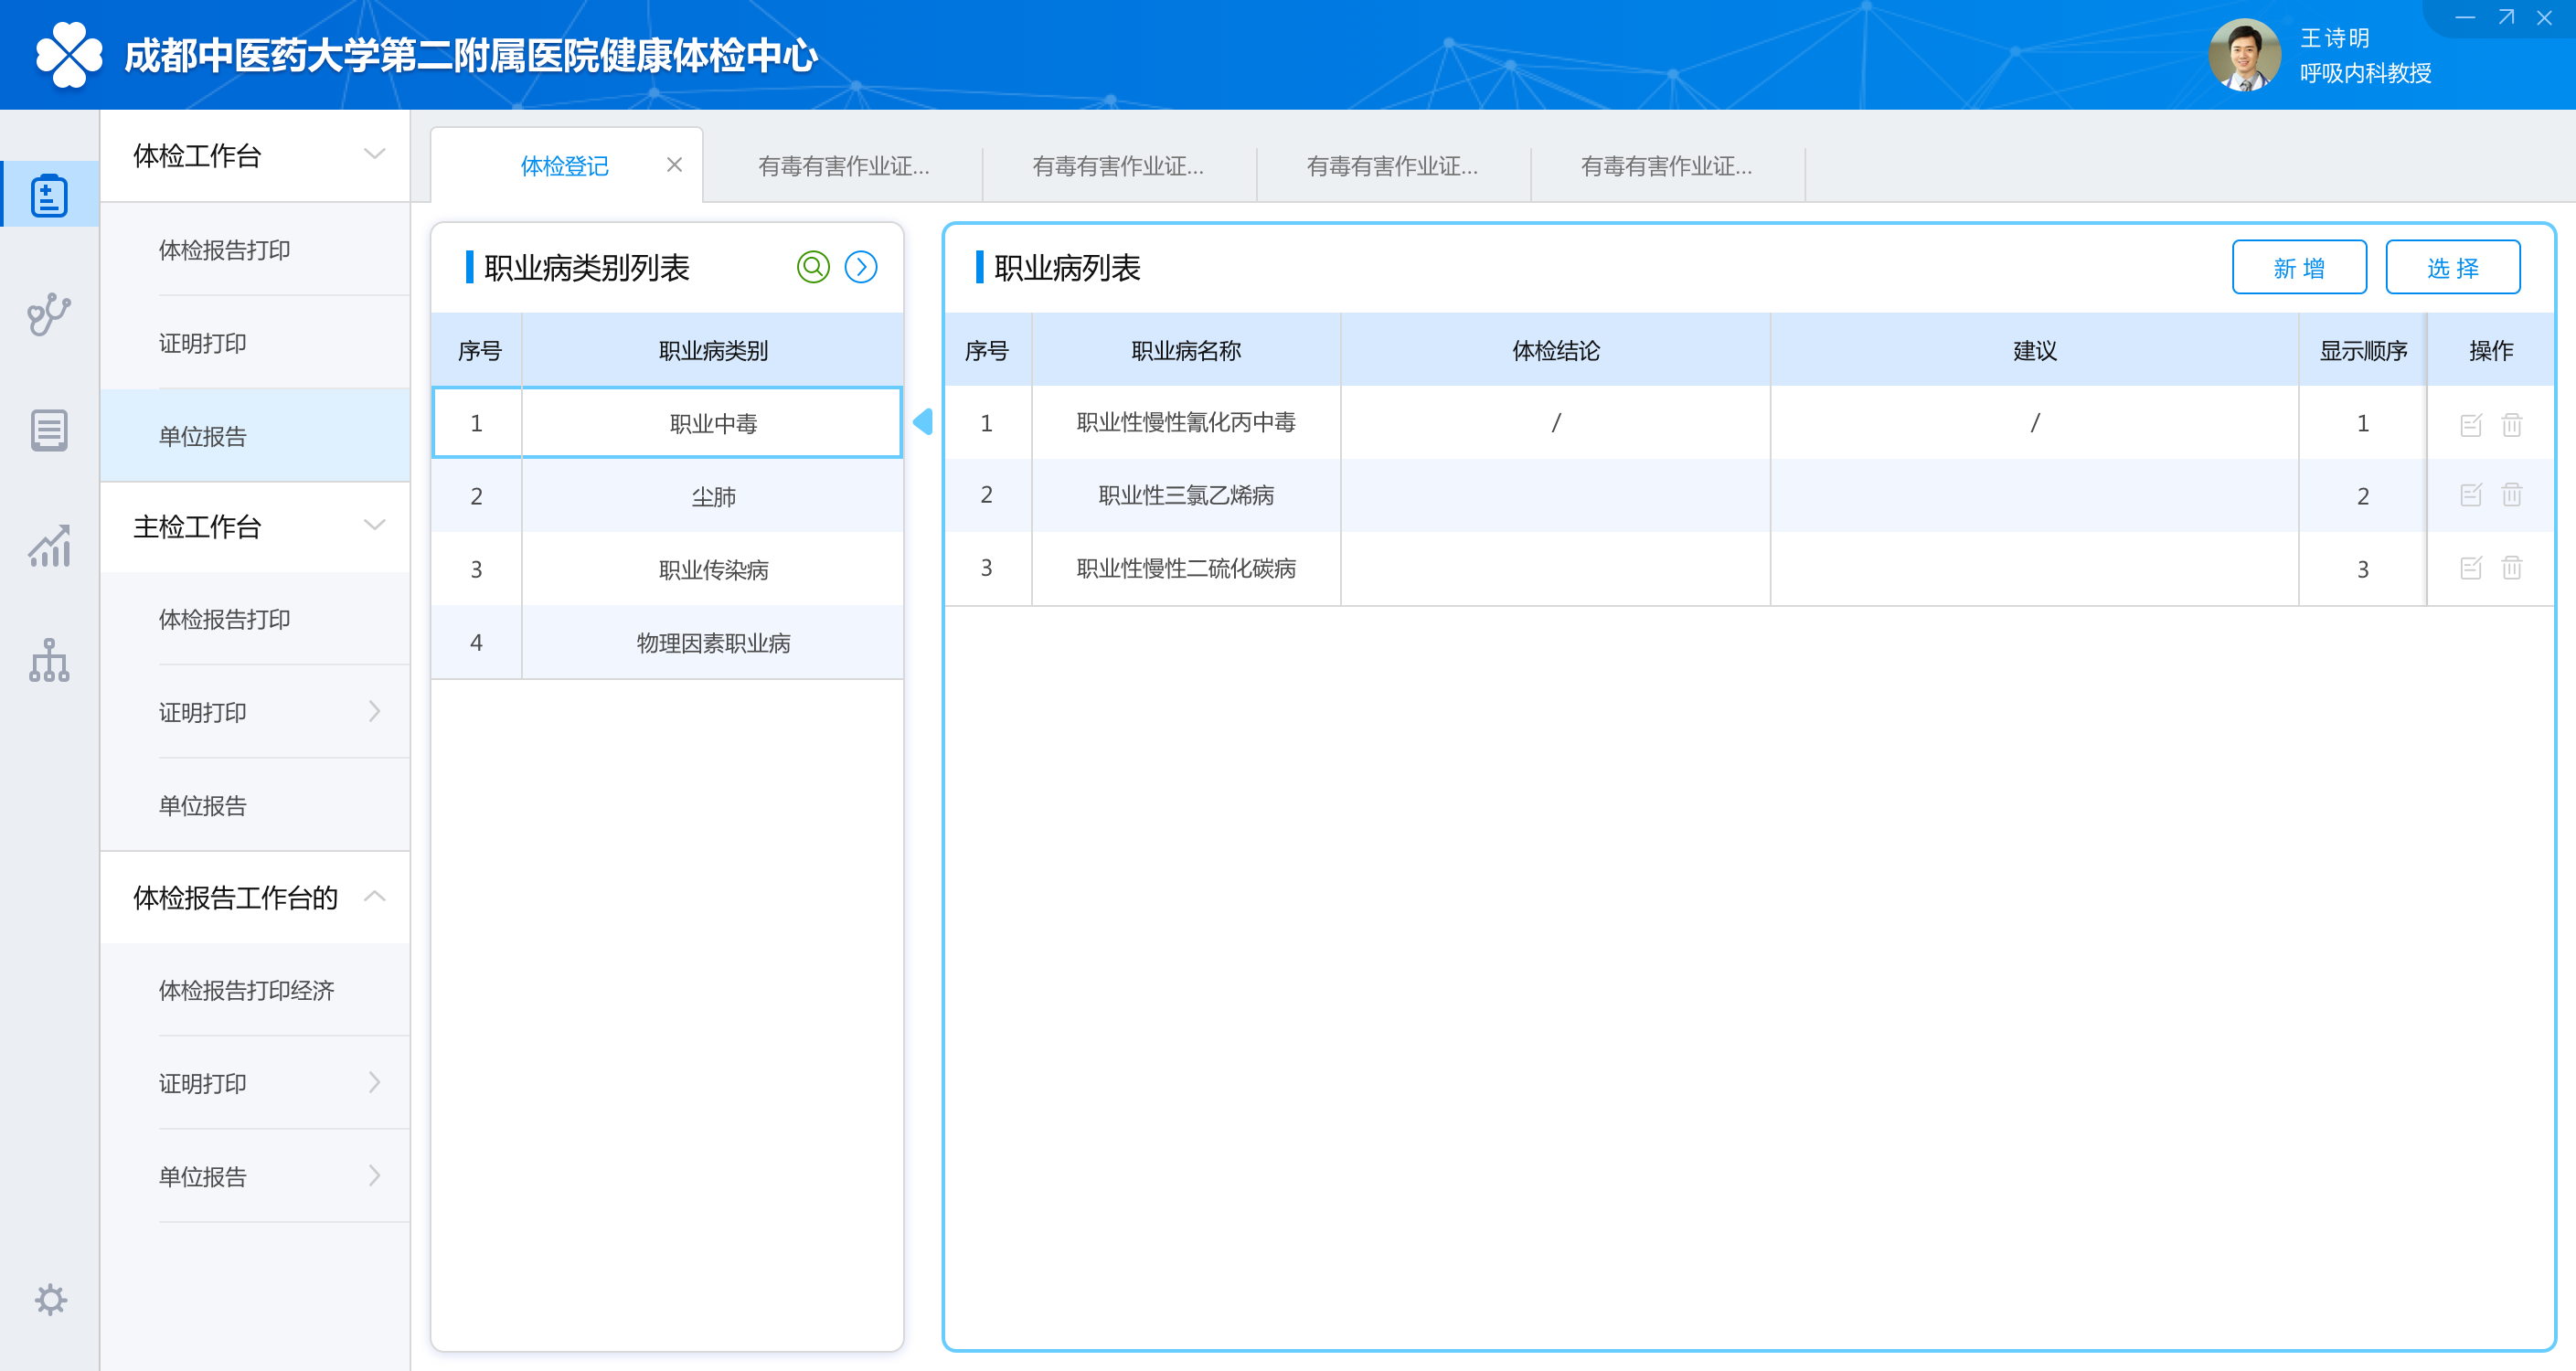 成都中医药大学第二附属医院健康体检中心
王诗明
呼吸内科教授
体检工作台
体检报告打印
证明打印
单位报告
主检工作台
体检报告打印
证明打印
单位报告
体检报告工作台的
体检报告打印经济
证明打印
单位报告
体检登记
有毒有害作业证...
有毒有害作业证...
有毒有害作业证...
有毒有害作业证...
职业病类别列表
序号 职业病类别
1 职业中毒
2 尘肺
3 职业传染病
4 物理因素职业病
职业病列表
新 增
选 择
序号 职业病名称 体检结论 建议 显示顺序 操作
1 职业性慢性氰化丙中毒 / / 1
2 职业性三氯乙烯病 2
3 职业性慢性二硫化碳病 3